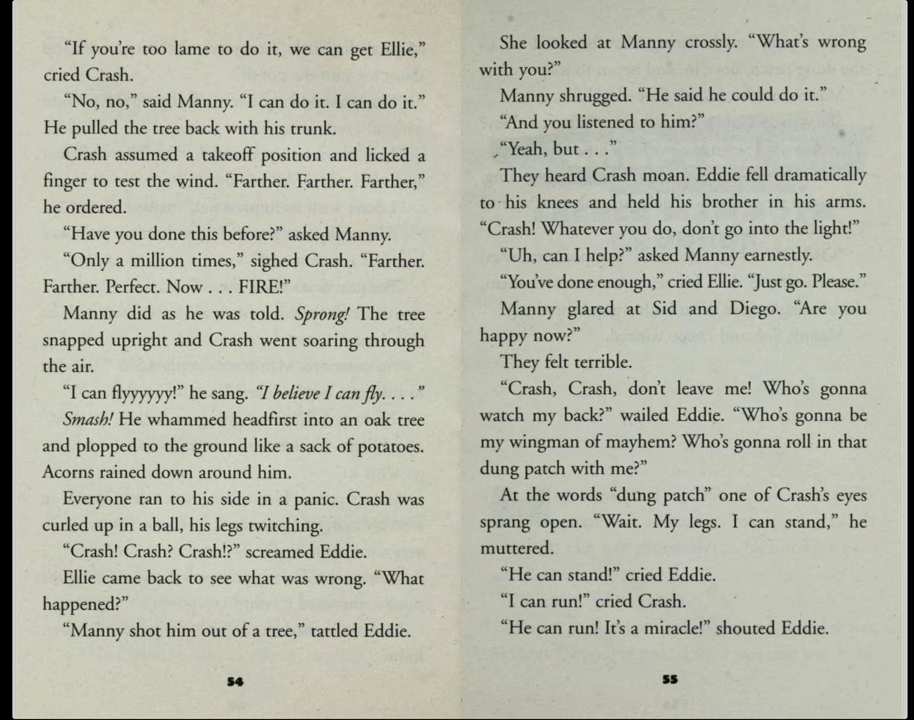 “If you’re too lame to do it, we can get Ellie,”
cried Crash.
“No, no,” said Manny. “I can do it. I can do it.”
He pulled the tree back with his trunk.
Crash assumed a takeoff position and licked a
finger to test the wind. “Farther. Farther. Farther,”
he ordered.
“Have you done this before?” asked Manny.
“Only a million times,” sighed Crash. “Farther.
Farther. Perfect. Now . . . FIRE!”
Manny did as he was told. Sprong! The tree
snapped upright and Crash went soaring through
the air.
“I can flyyyyyy!” he sang. “I believe I can fly. . . .”
Smash! He whammed headfirst into an oak tree
and plopped to the ground like a sack of potatoes.
Acorns rained down around him.
Everyone ran to his side in a panic. Crash was
curled up in a ball, his legs twitching.
“Crash! Crash? Crash!?” screamed Eddie.
Ellie came back to see what was wrong. “What
happened?”
“Manny shot him out of a tree,” tattled Eddie.
54
She looked at Manny crossly. “What’s wrong
with you?”
Manny shrugged. “He said he could do it.”
“And you listened to him?”
“Yeah, but . . .”
They heard Crash moan. Eddie fell dramatically
to his knees and held his brother in his arms.
“Crash! Whatever you do, don’t go into the light!”
“Uh, can I help?” asked Manny earnestly.
“You’ve done enough,” cried Ellie. “Just go. Please.”
Manny glared at Sid and Diego. “Are you
happy now?”
They felt terrible.
“Crash, Crash, don’t leave me! Who’s gonna
watch my back?” wailed Eddie. “Who’s gonna be
my wingman of mayhem? Who’s gonna roll in that
dung patch with me?”
At the words “dung patch” one of Crash’s eyes
sprang open. “Wait. My legs. I can stand,” he
muttered.
“He can stand!” cried Eddie.
“I can run!” cried Crash.
“He can run! It’s a miracle!” shouted Eddie.
55